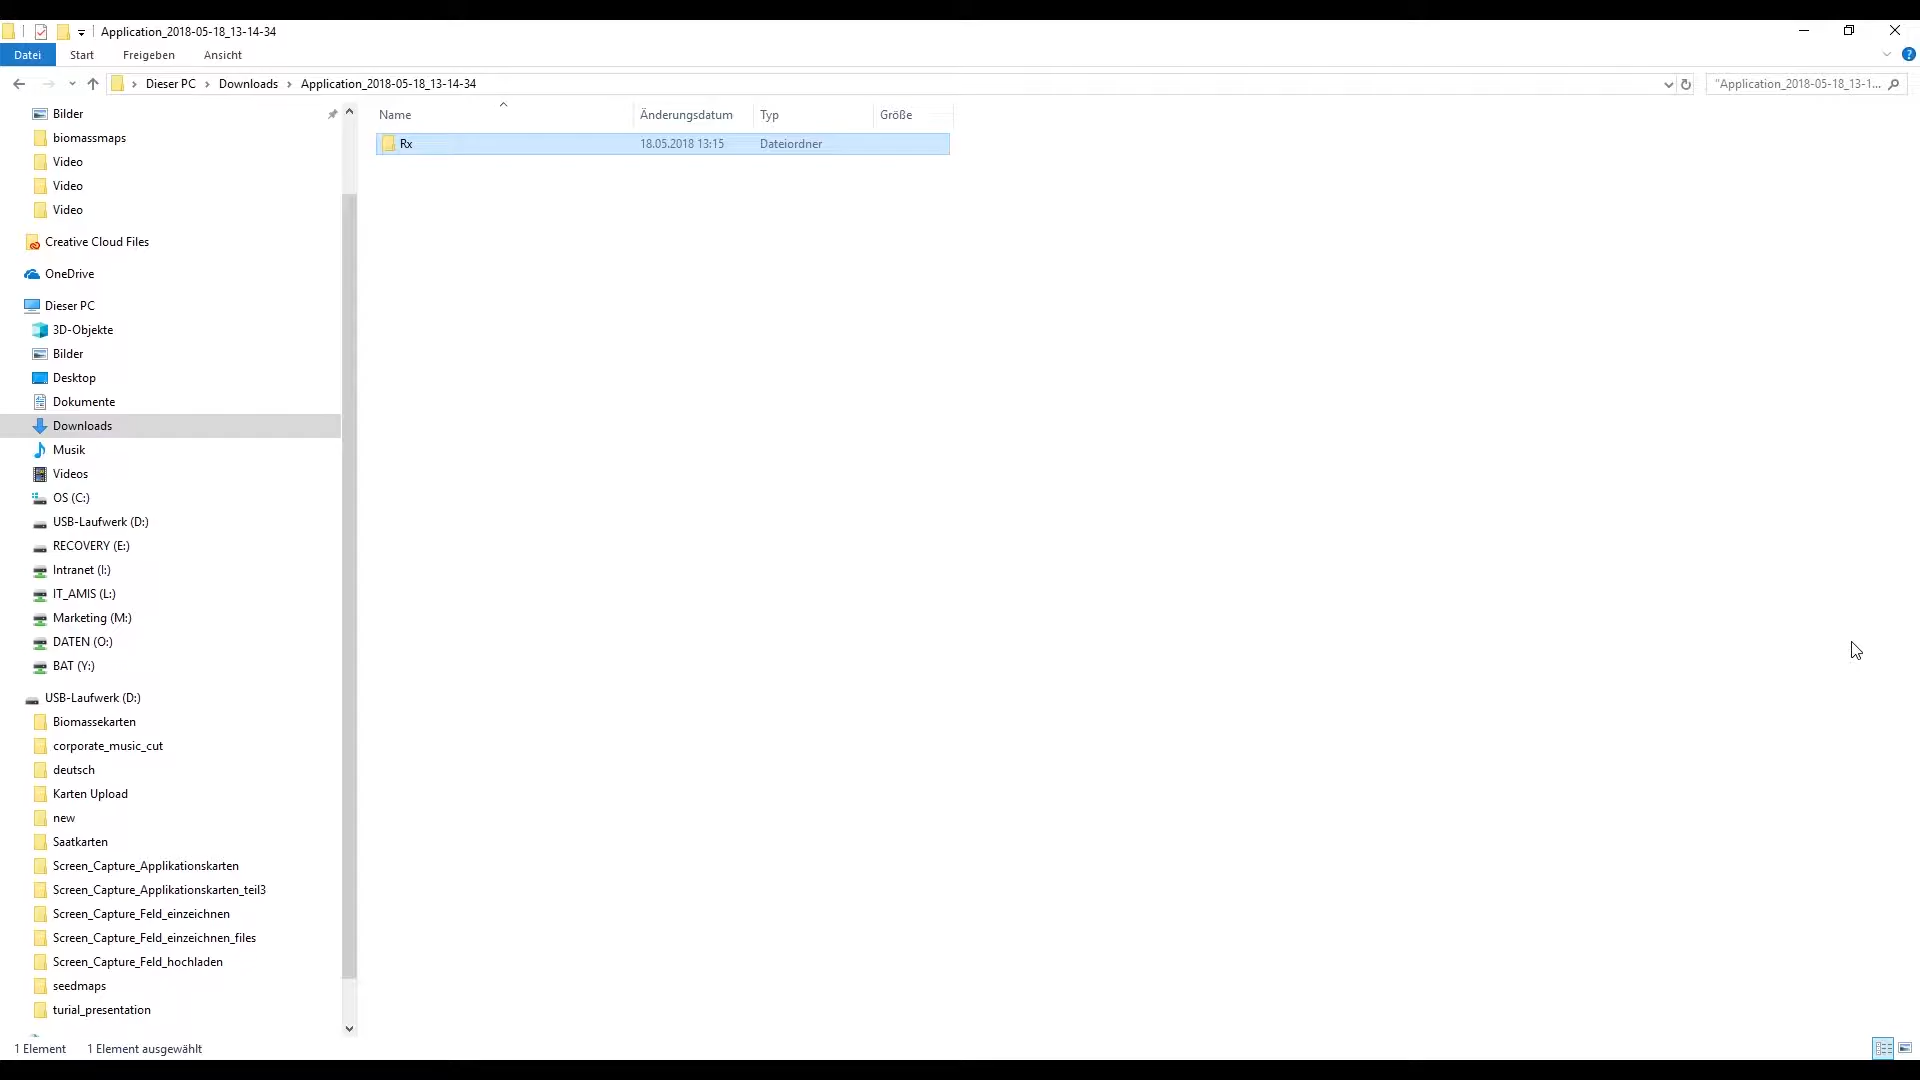 Application_2018-05-18_13-14-34
Datei Start Freigeben Ansicht
Dieser PC Downloads Application_2018-05-18_13-14-34 "Application_2018-05-18_13-1...
Name Änderungsdatum Typ Größe
Rx 18.05.2018 13:15 Dateiordner
Bilder
biomassmaps
Video
Video
Video
Creative Cloud Files
OneDrive
Dieser PC
3D-Objekte
Bilder
Desktop
Dokumente
Downloads
Musik
Videos
OS (C:)
USB-Laufwerk (D:)
RECOVERY (E:)
Intranet (I:)
IT_AMIS (L:)
Marketing (M:)
DATEN (O:)
BAT (Y:)
USB-Laufwerk (D:)
Biomassekarten
corporate_music_cut
deutsch
Karten Upload
new
Saatkarten
Screen_Capture_Applikationskarten
Screen_Capture_Applikationskarten_teil3
Screen_Capture_Feld_einzeichnen
Screen_Capture_Feld_einzeichnen_files
Screen_Capture_Feld_hochladen
seedmaps
turial_presentation
1 Element 1 Element ausgewählt